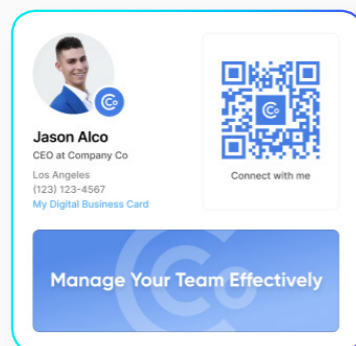 Jason Alco
CEO at Company Co
Los Angeles
(123) 123-4567
My Digital Business Card
Connect with me
Manage Your Team Effectively